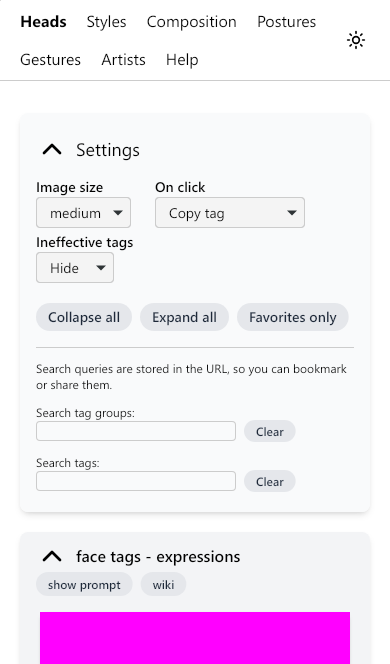 Heads Styles Composition Postures
Gestures Artists Help
Settings
Image size On click
medium Copy tag
Ineffective tags
Hide
Collapse all Expand all Favorites only
Search queries are stored in the URL, so you can bookmark
or share them.
Search tag groups:
Clear
Search tags:
Clear
face tags - expressions
show prompt wiki